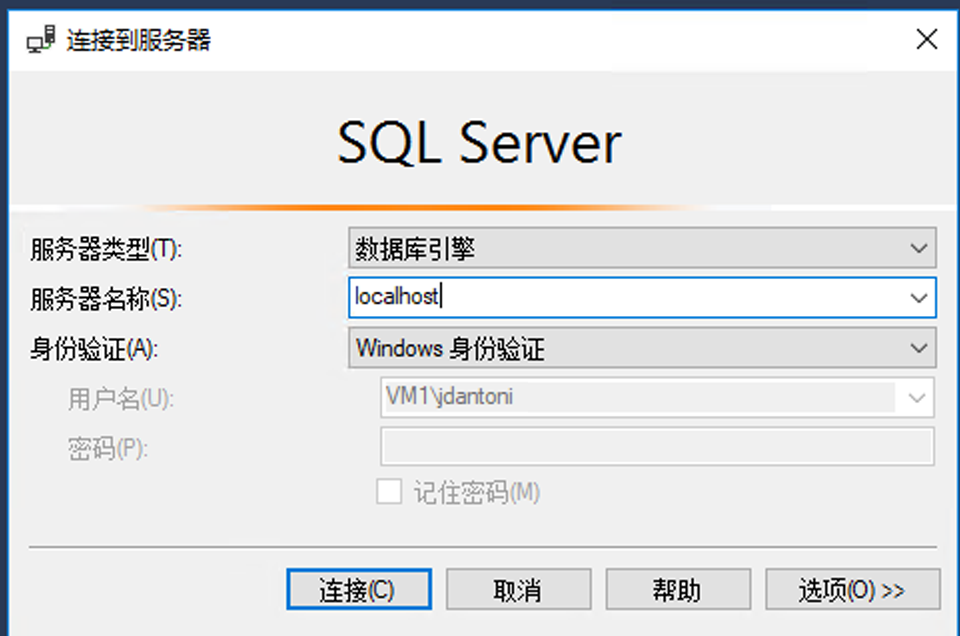 连接到服务器
SQL Server
服务器类型(T): 数据库引擎
服务器名称(S): localhost
身份验证(A): Windows 身份验证
用户名(U): VM1\jdantoni
密码(P):
记住密码(M)
连接(C) 取消 帮助 选项(O) >>